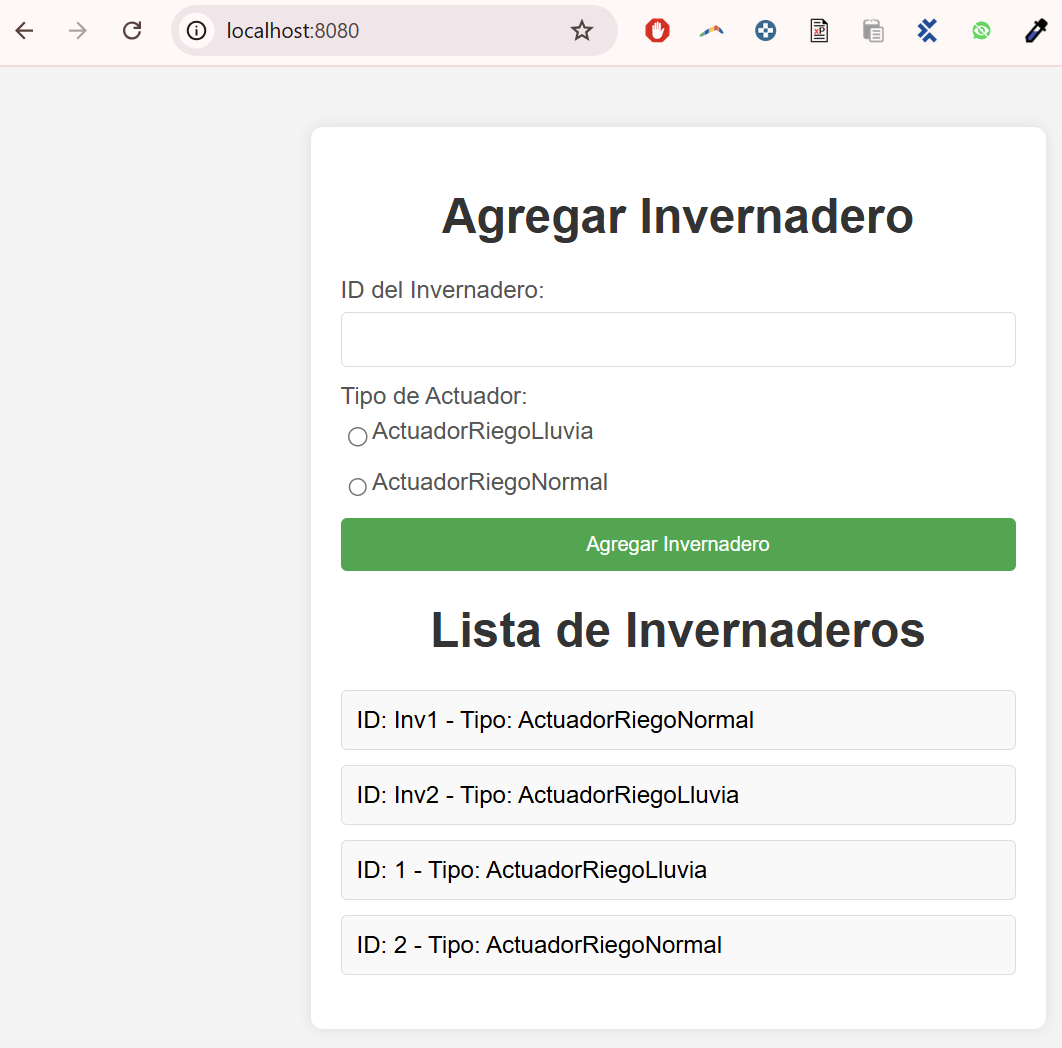 localhost:8080
Agregar Invernadero
ID del Invernadero:
Tipo de Actuador:
ActuadorRiegoLluvia
ActuadorRiegoNormal
Agregar Invernadero
Lista de Invernaderos
ID: Inv1 - Tipo: ActuadorRiegoNormal
ID: Inv2 - Tipo: ActuadorRiegoLluvia
ID: 1 - Tipo: ActuadorRiegoLluvia
ID: 2 - Tipo: ActuadorRiegoNormal